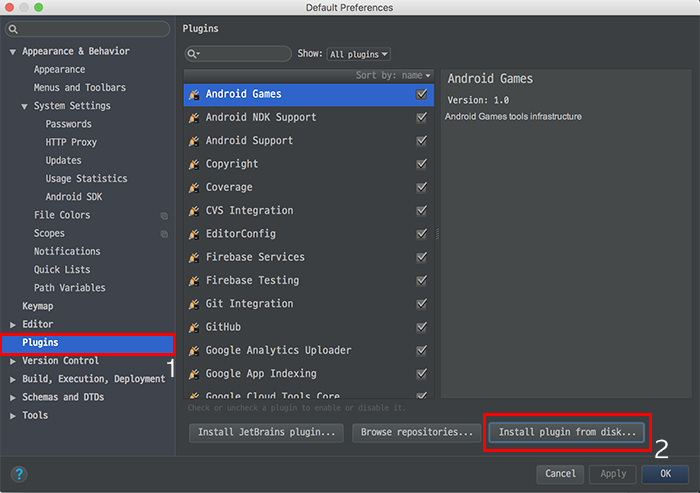 Default Preferences
Appearance & Behavior
Appearance
Menus and Toolbars
System Settings
Passwords
HTTP Proxy
Updates
Usage Statistics
Android SDK
File Colors
Scopes
Notifications
Quick Lists
Path Variables
Keymap
Editor
Plugins
1
Version Control
Build, Execution, Deployment
Schemas and DTDs
Tools
Plugins
Show: All plugins
Sort by: name
Android Games
Android NDK Support
Android Support
Copyright
Coverage
CVS Integration
EditorConfig
Firebase Services
Firebase Testing
Git Integration
GitHub
Google Analytics Uploader
Google App Indexing
Google Cloud Tools Core
Check or uncheck a plugin to enable or disable it.
Android Games
Version: 1.0
Android Games tools infrastructure
Install JetBrains plugin... Browse repositories... Install plugin from disk...
2
? Cancel Apply OK